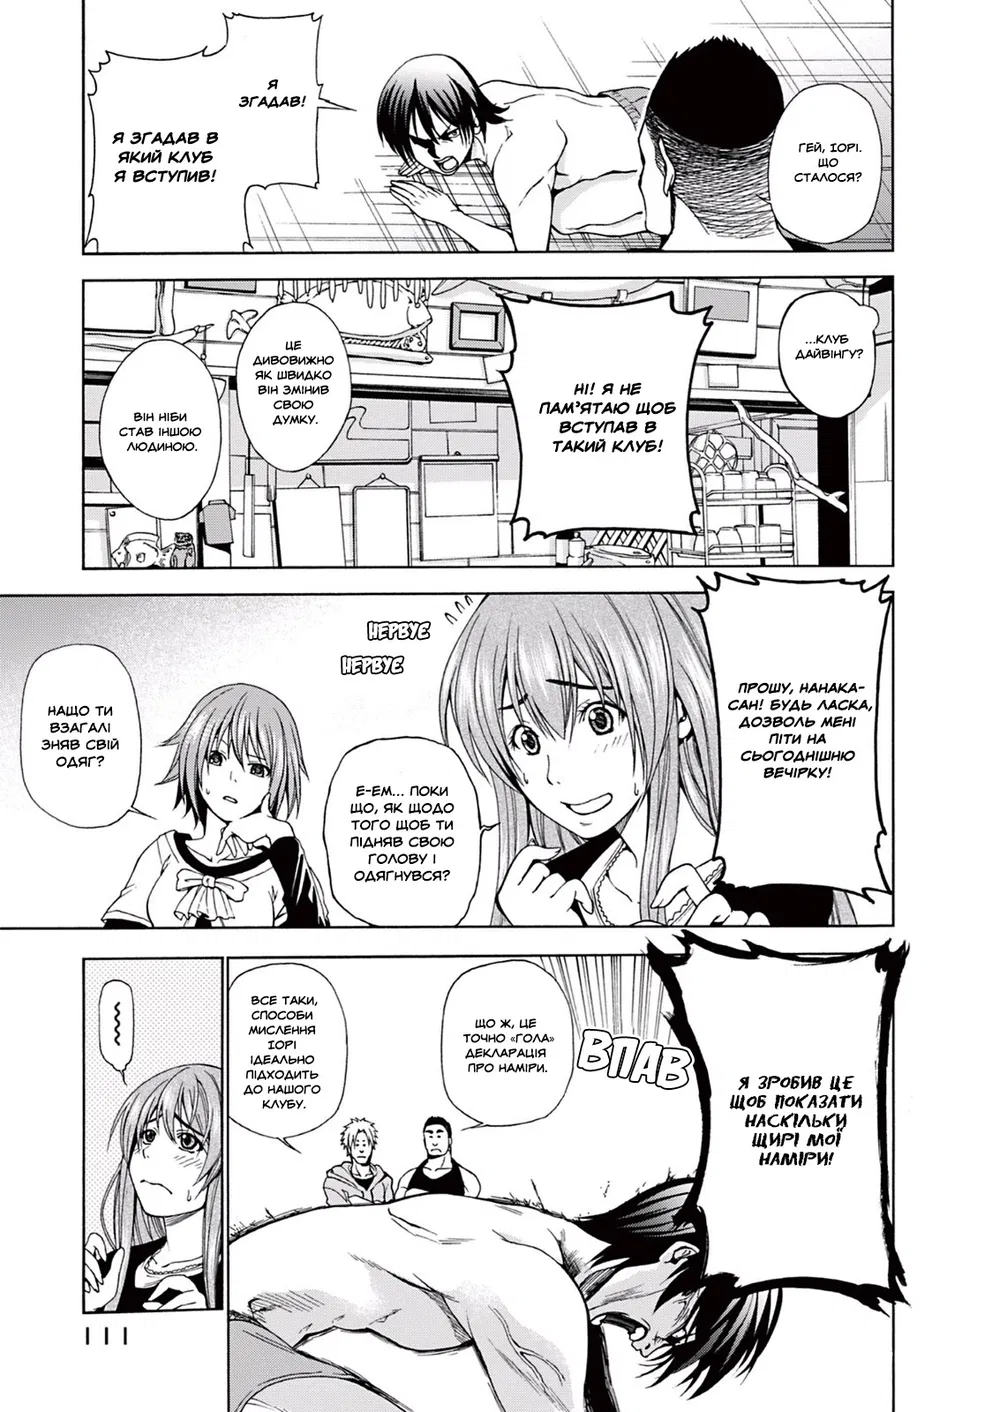 ГЕЙ, ІОРІ.
ЩО
СТАЛОСЯ?
Я
ЗГАДАВ!
Я ЗГАДАВ В
ЯКИЙ КЛУБ
Я ВСТУПИВ!
...КЛУБ
ДАЙВІНГУ?
НІ! Я НЕ
ПАМ'ЯТАЮ ЩОБ
ВСТУПАВ В
ТАКИЙ КЛУБ!
ЦЕ
ДИВОВИЖНО
ЯК ШВИДКО
ВІН ЗМІНИВ
СВОЮ
ДУМКУ.
ВІН НІБИ
СТАВ ІНШОЮ
ЛЮДИНОЮ.
ПРОШУ, НАНАКА-
САН! БУДЬ ЛАСКА,
ДОЗВОЛЬ МЕНІ
ПІТИ НА
СЬОГОДНІШНЮ
ВЕЧІРКУ!
НЕРВУЄ
НЕРВУЄ
Е-ЕМ... ПОКИ
ЩО, ЯК ЩОДО
ТОГО ЩОБ ТИ
ПІДНЯВ СВОЮ
ГОЛОВУ І
ОДЯГНУВСЯ?
НАЩО ТИ
ВЗАГАЛІ
ЗНЯВ СВІЙ
ОДЯГ?
Я ЗРОБИВ ЦЕ
ЩОБ ПОКАЗАТИ
НАСКІЛЬКИ
ЩИРІ МОЇ
НАМІРИ!
ВПАВ
ЩО Ж, ЦЕ
ТОЧНО «ГОЛА»
ДЕКЛАРАЦІЯ
ПРО НАМІРИ.
ВСЕ ТАКИ,
СПОСОБИ
МИСЛЕННЯ
ІОРІ
ІДЕАЛЬНО
ПІДХОДИТЬ
ДО НАШОГО
КЛУБУ.
111